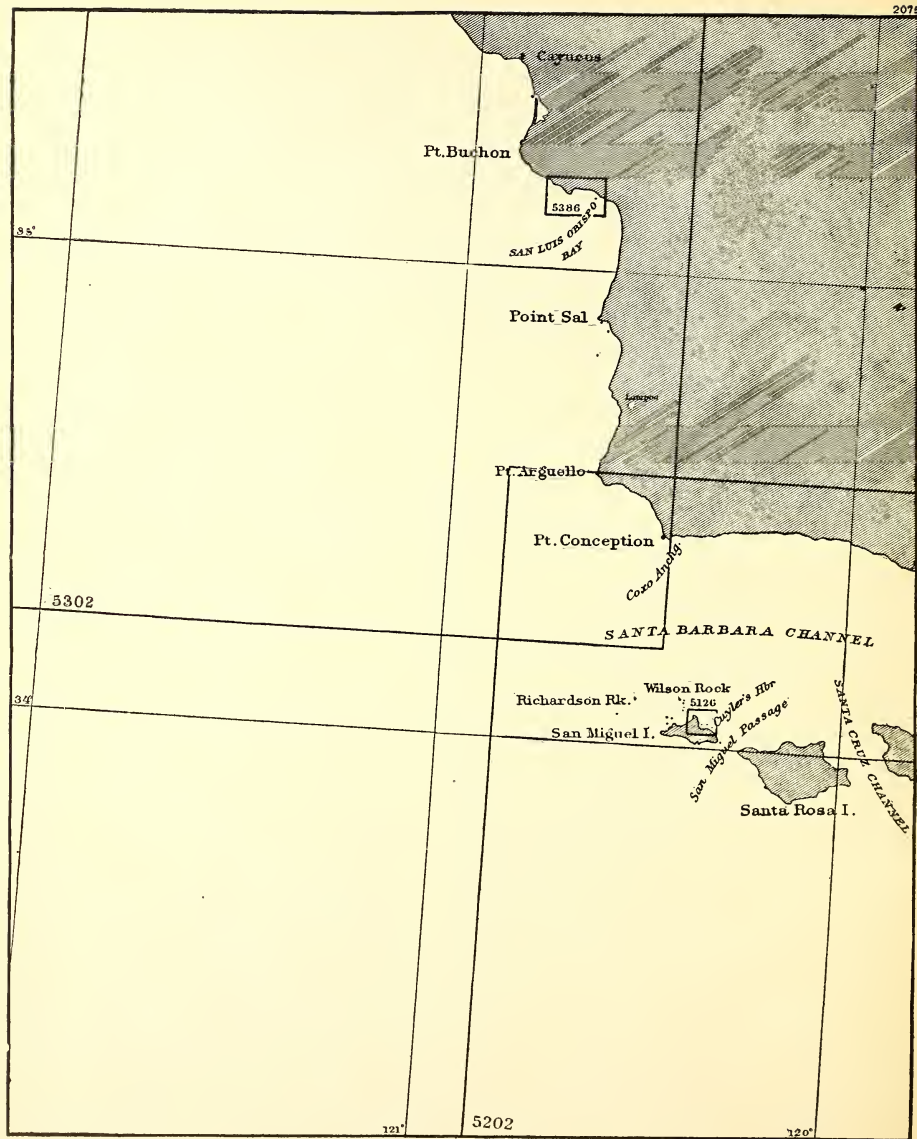 2075
Cayucos
Pt. Buchon
5386
SAN LUIS OBISPO
BAY
35°
Point Sal
Lompoc
Pt. Arguello
Pt. Conception
Coxo Anchg.
5302
SANTA BARBARA CHANNEL
34°
Richardson Rk.
Wilson Rock
5126
Cuyler's Hbr
San Miguel I.
San Miguel Passage
SANTA CRUZ CHANNEL
Santa Rosa I.
121°
5202
120°